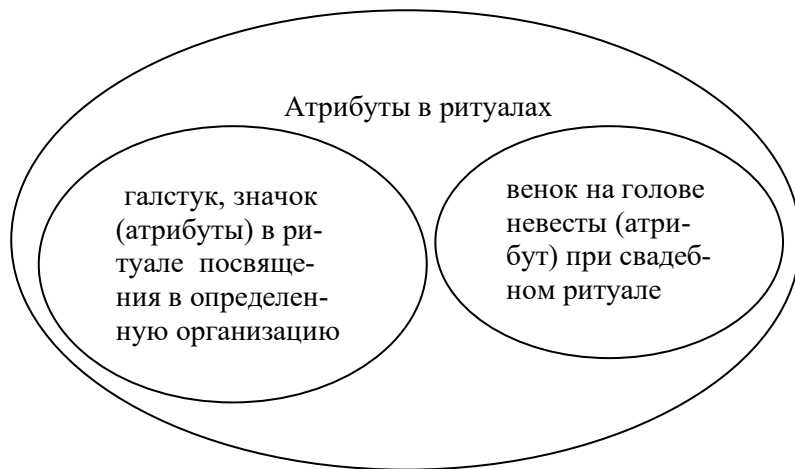 Атрибуты в ритуалах
галстук, значок
(атрибуты) в ри-
туале посвяще-
ния в определен-
ную организацию
венок на голове
невесты (атри-
бут) при свадеб-
ном ритуале